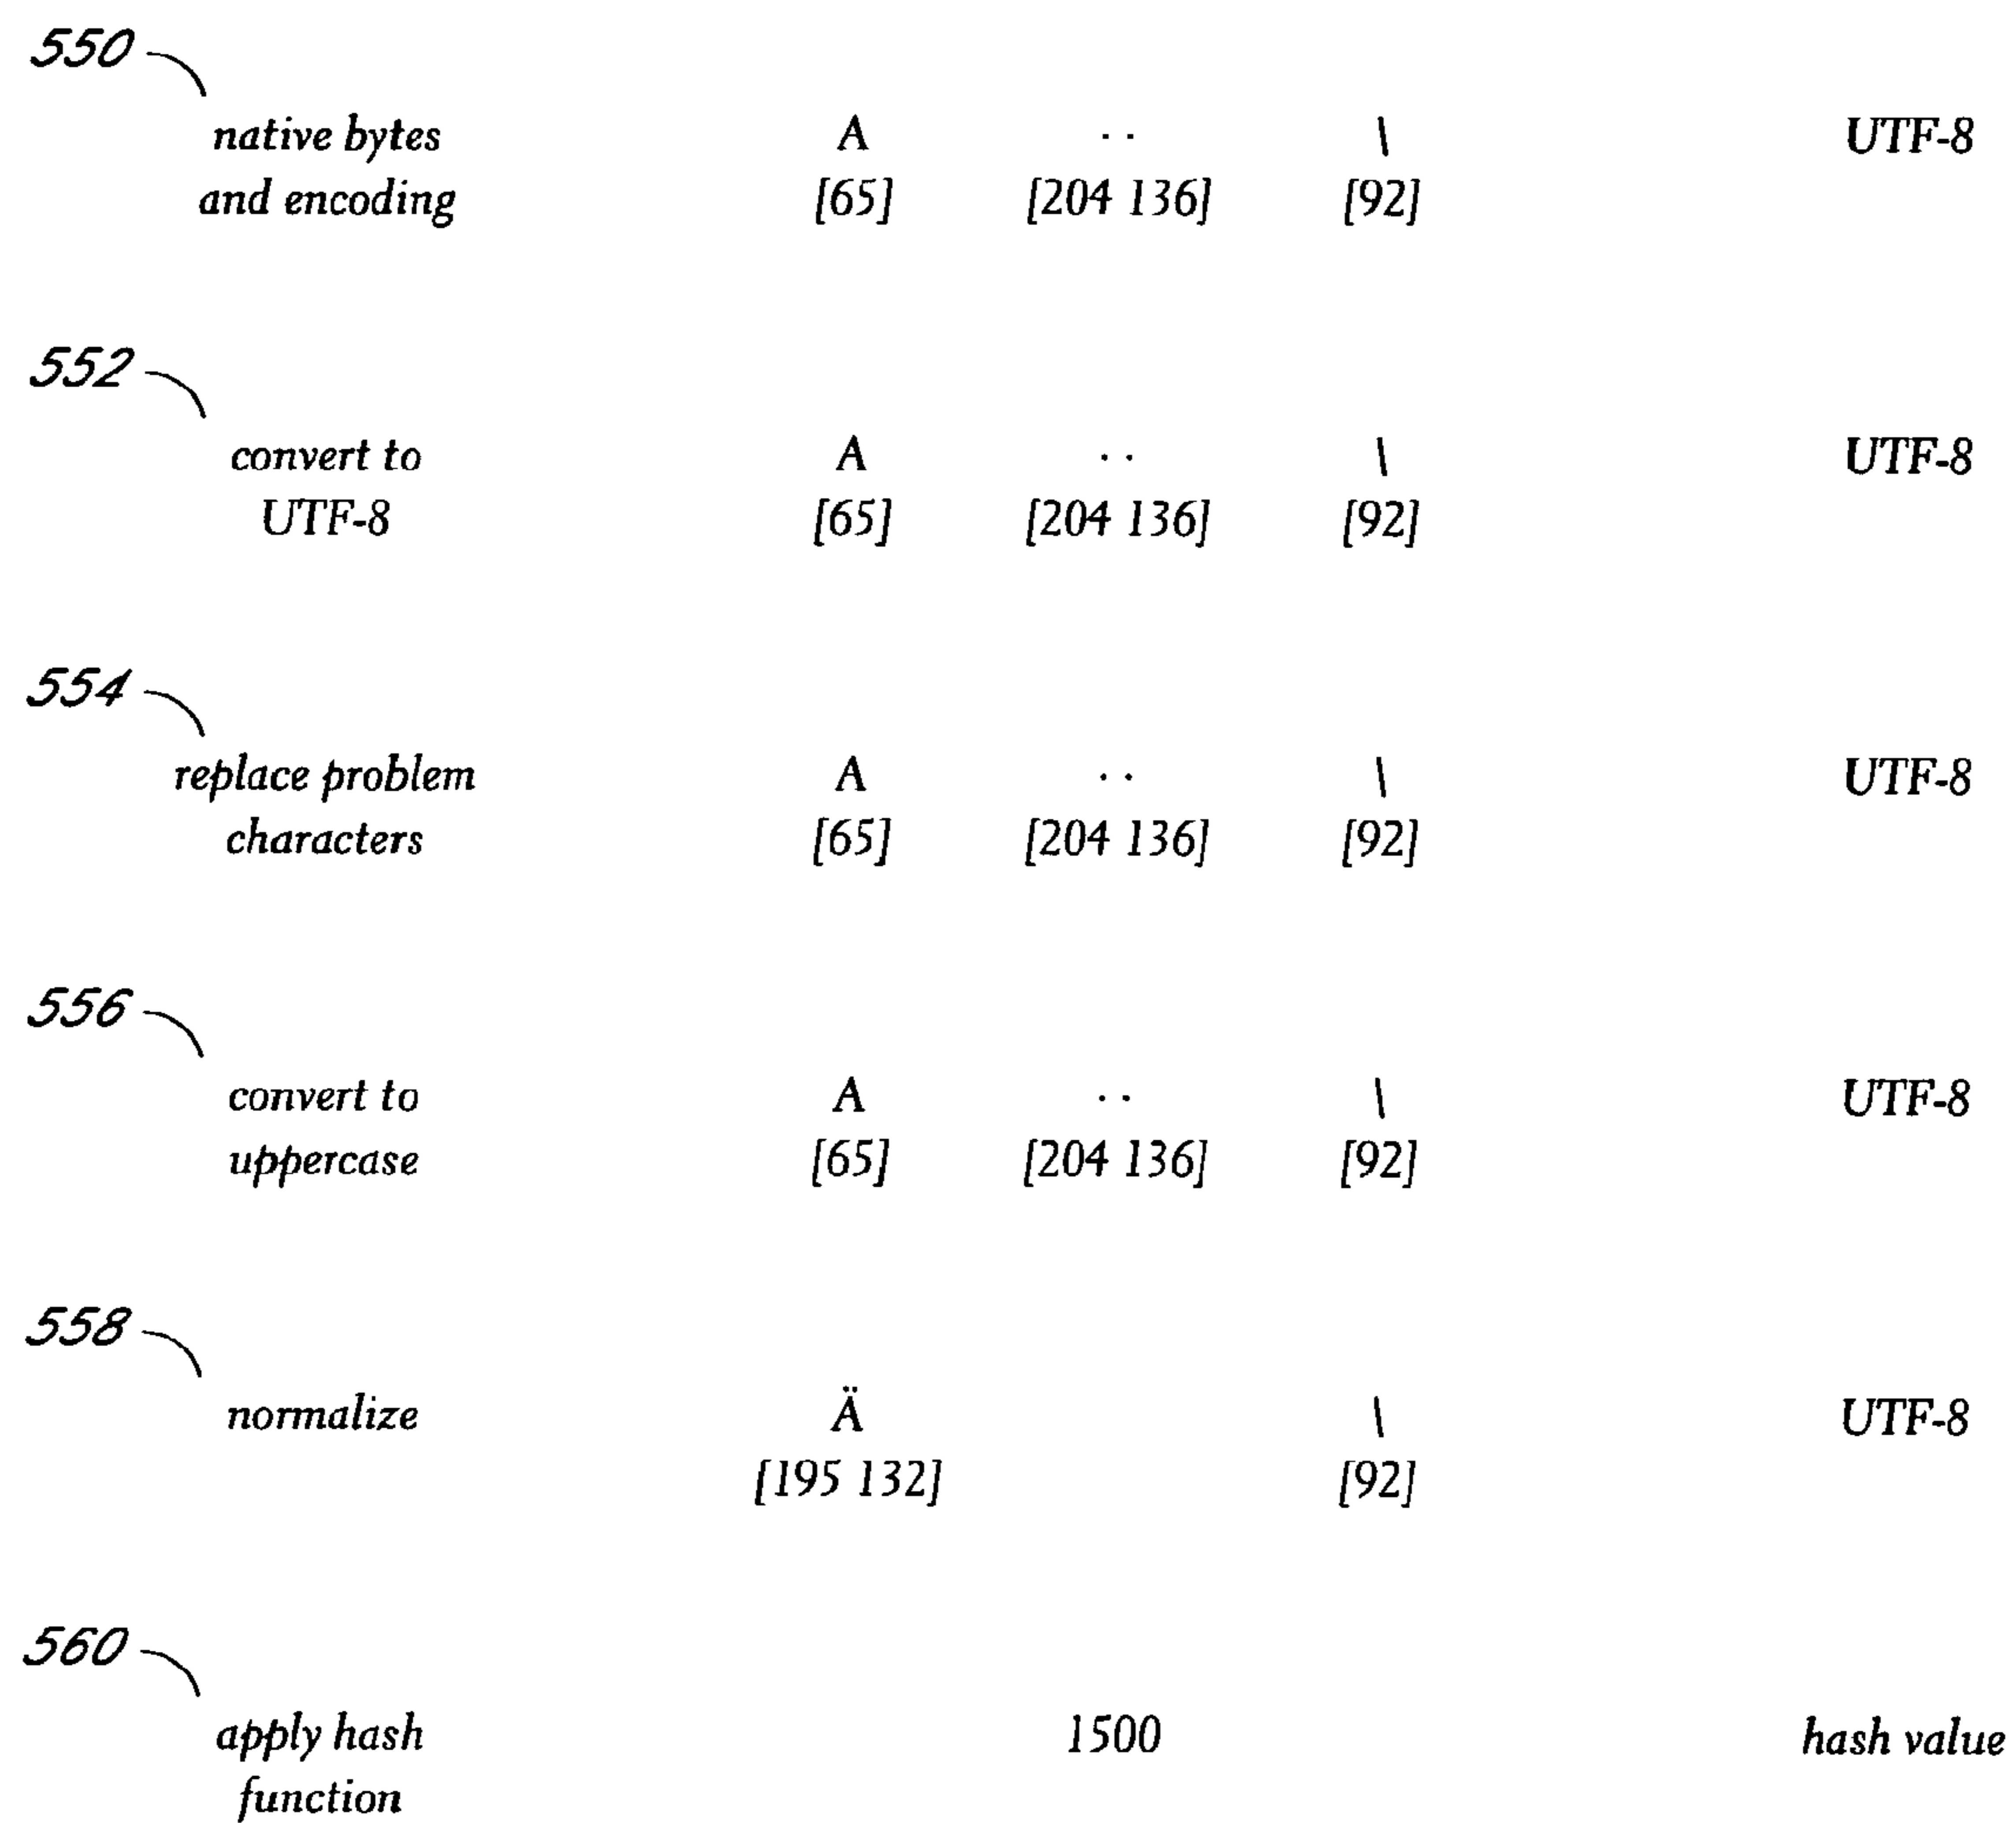 550
native bytes A ¨ \ UTF-8
and encoding [65] [204 136] [92]
552
convert to A ¨ \ UTF-8
UTF-8 [65] [204 136] [92]
554
replace problem A ¨ \ UTF-8
characters [65] [204 136] [92]
556
convert to A ¨ \ UTF-8
uppercase [65] [204 136] [92]
558
normalize Ä \ UTF-8
[195 132] [92]
560
apply hash 1500 hash value
function